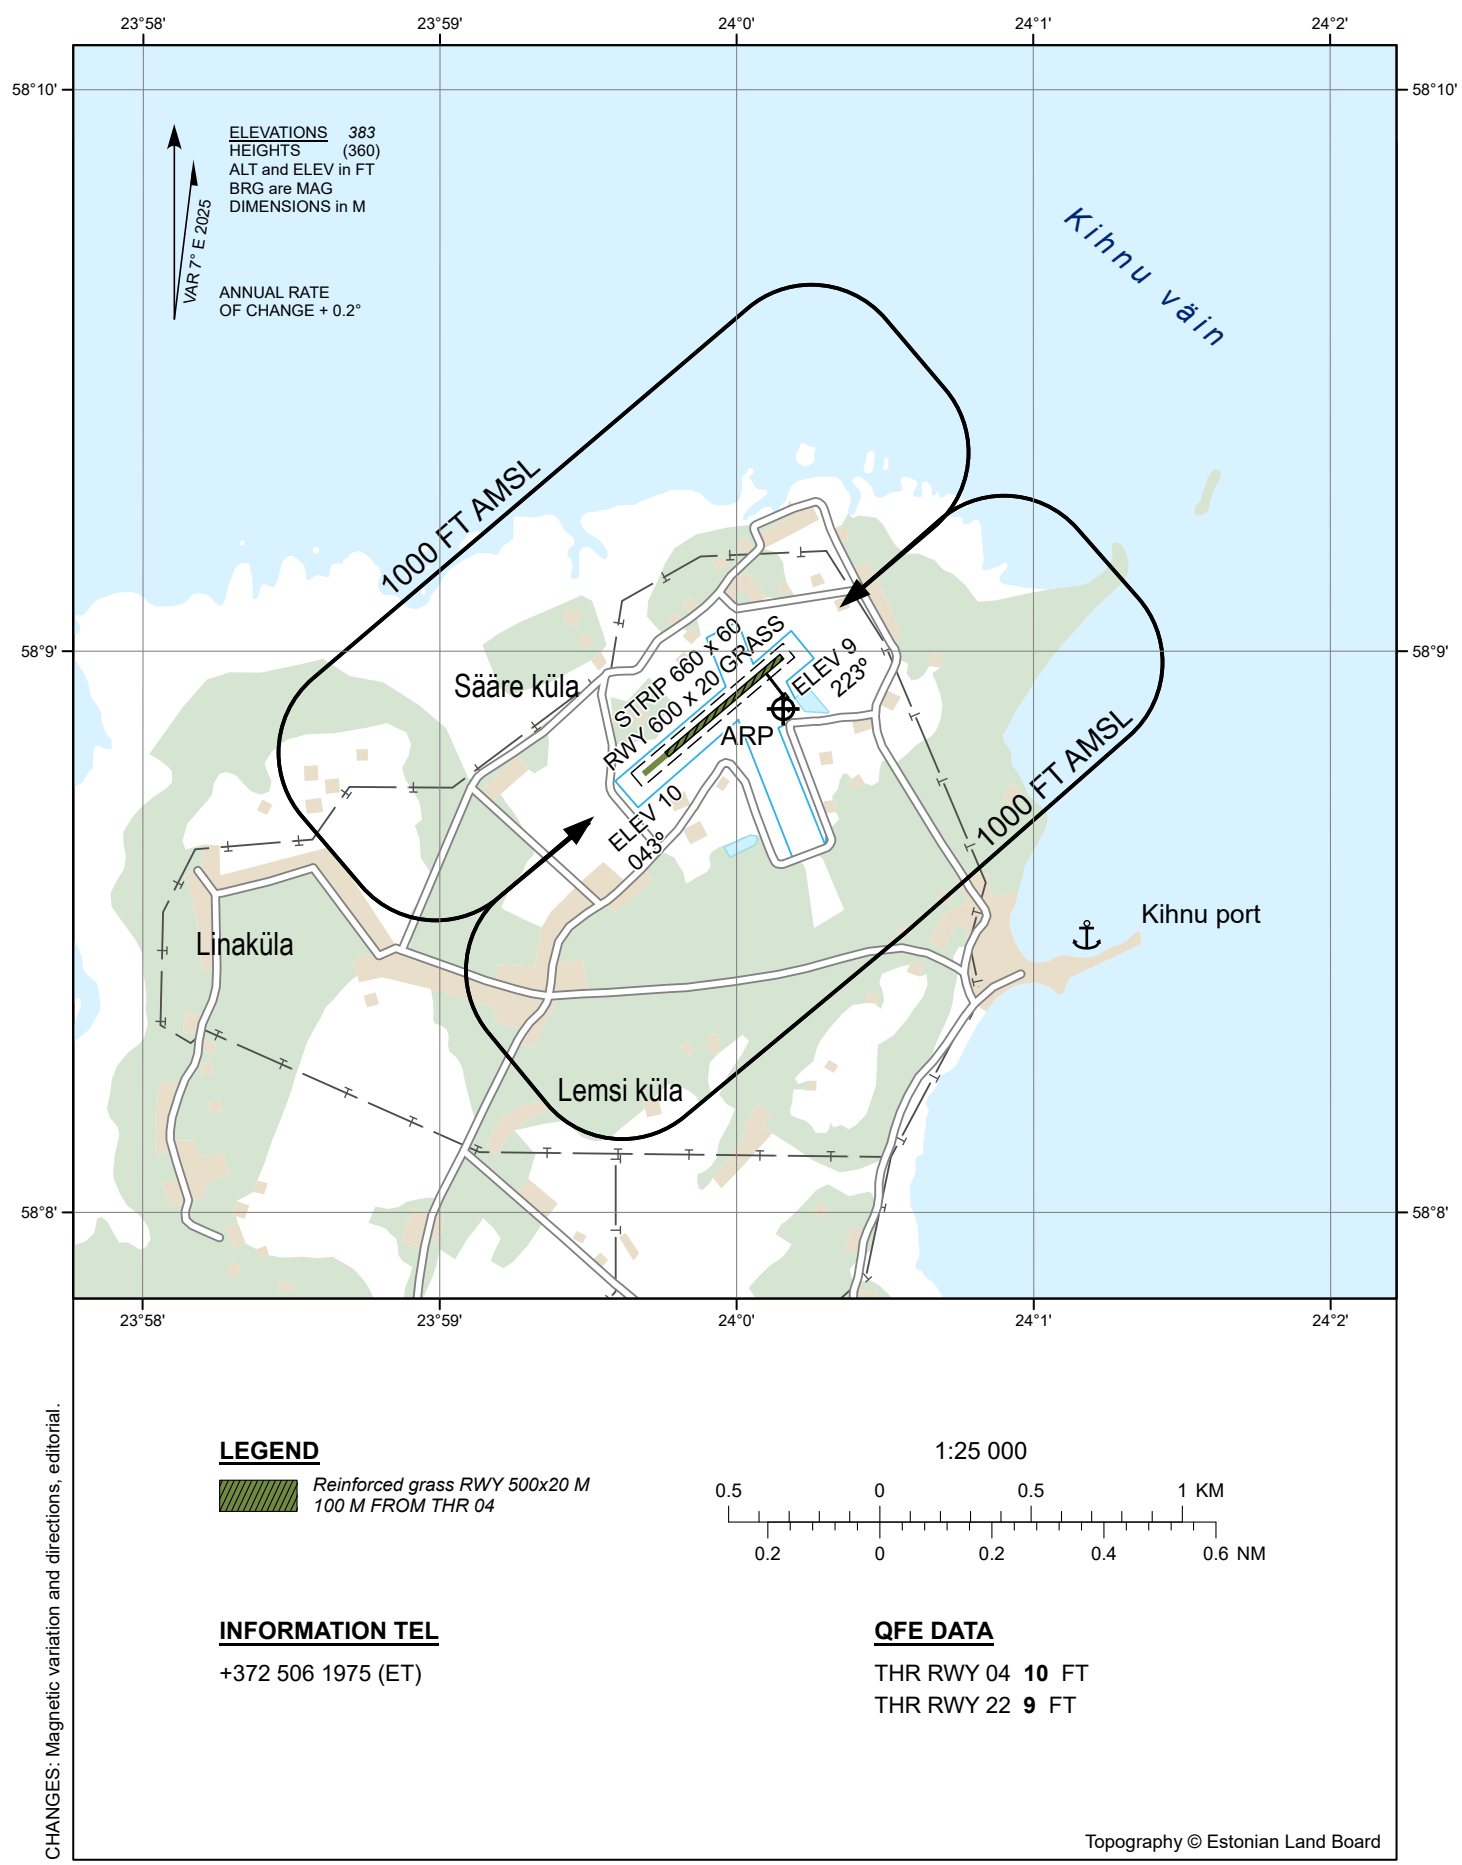 23°58'
23°59'
24°0'
24°1'
24°2'
58°10'
58°10'
ELEVATIONS 383
HEIGHTS (360)
ALT and ELEV in FT
BRG are MAG
DIMENSIONS in M
VAR 7° E 2025
ANNUAL RATE
OF CHANGE + 0.2°
Kihnu väin
1000 FT AMSL
58°9'
58°9'
Sääre küla
STRIP 660 x 60
RWY 600 x 20 GRASS
ELEV 9
223º
ARP
ELEV 10
043º
1000 FT AMSL
Kihnu port
Linaküla
Lemsi küla
58°8'
58°8'
23°58'
23°59'
24°0'
24°1'
24°2'
LEGEND
Reinforced grass RWY 500x20 M
100 M FROM THR 04
1:25 000
0.5 0 0.5 1 KM
0.2 0 0.2 0.4 0.6 NM
INFORMATION TEL
+372 506 1975 (ET)
QFE DATA
THR RWY 04 10 FT
THR RWY 22 9 FT
CHANGES: Magnetic variation and directions, editorial.
Topography © Estonian Land Board